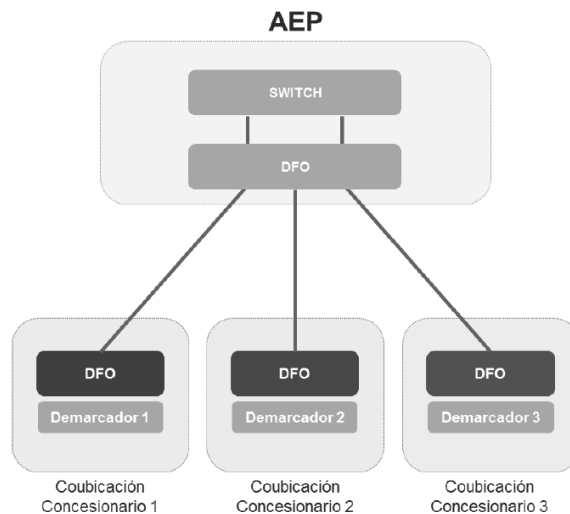 AEP
SWITCH
DFO
DFO
DFO
DFO
Demarcador 1
Demarcador 2
Demarcador 3
Coubicación
Concesionario 1
Coubicación
Concesionario 2
Coubicación
Concesionario 3